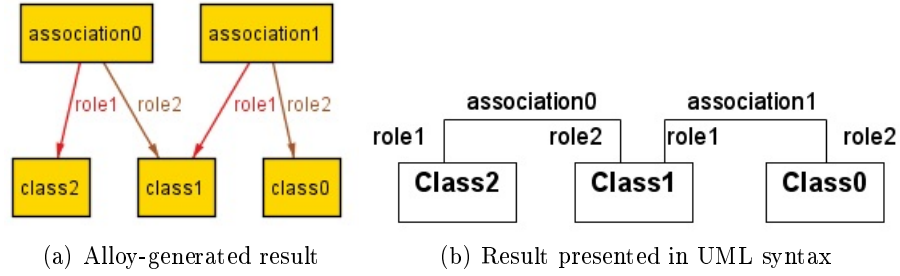 association0 association1
role1 role2 role1 role2
class2 class1 class0
association0 association1
role1 role2 role1 role2
Class2 Class1 Class0
(a) Alloy-generated result
(b) Result presented in UML syntax